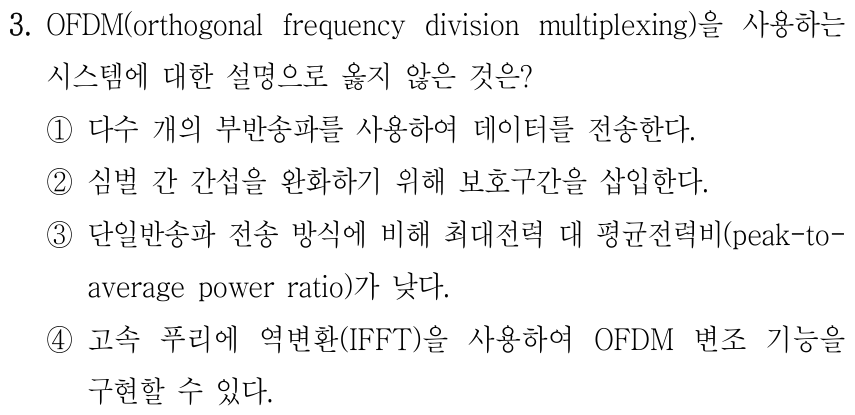 3. OFDM(orthogonal frequency division multiplexing)을 사용하는
시스템에 대한 설명으로 옳지 않은 것은?
① 다수 개의 부반송파를 사용하여 데이터를 전송한다.
② 심벌 간 간섭을 완화하기 위해 보호구간을 삽입한다.
③ 단일반송파 전송 방식에 비해 최대전력 대 평균전력비(peak-to-
average power ratio)가 낮다.
④ 고속 푸리에 역변환(IFFT)을 사용하여 OFDM 변조 기능을
구현할 수 있다.